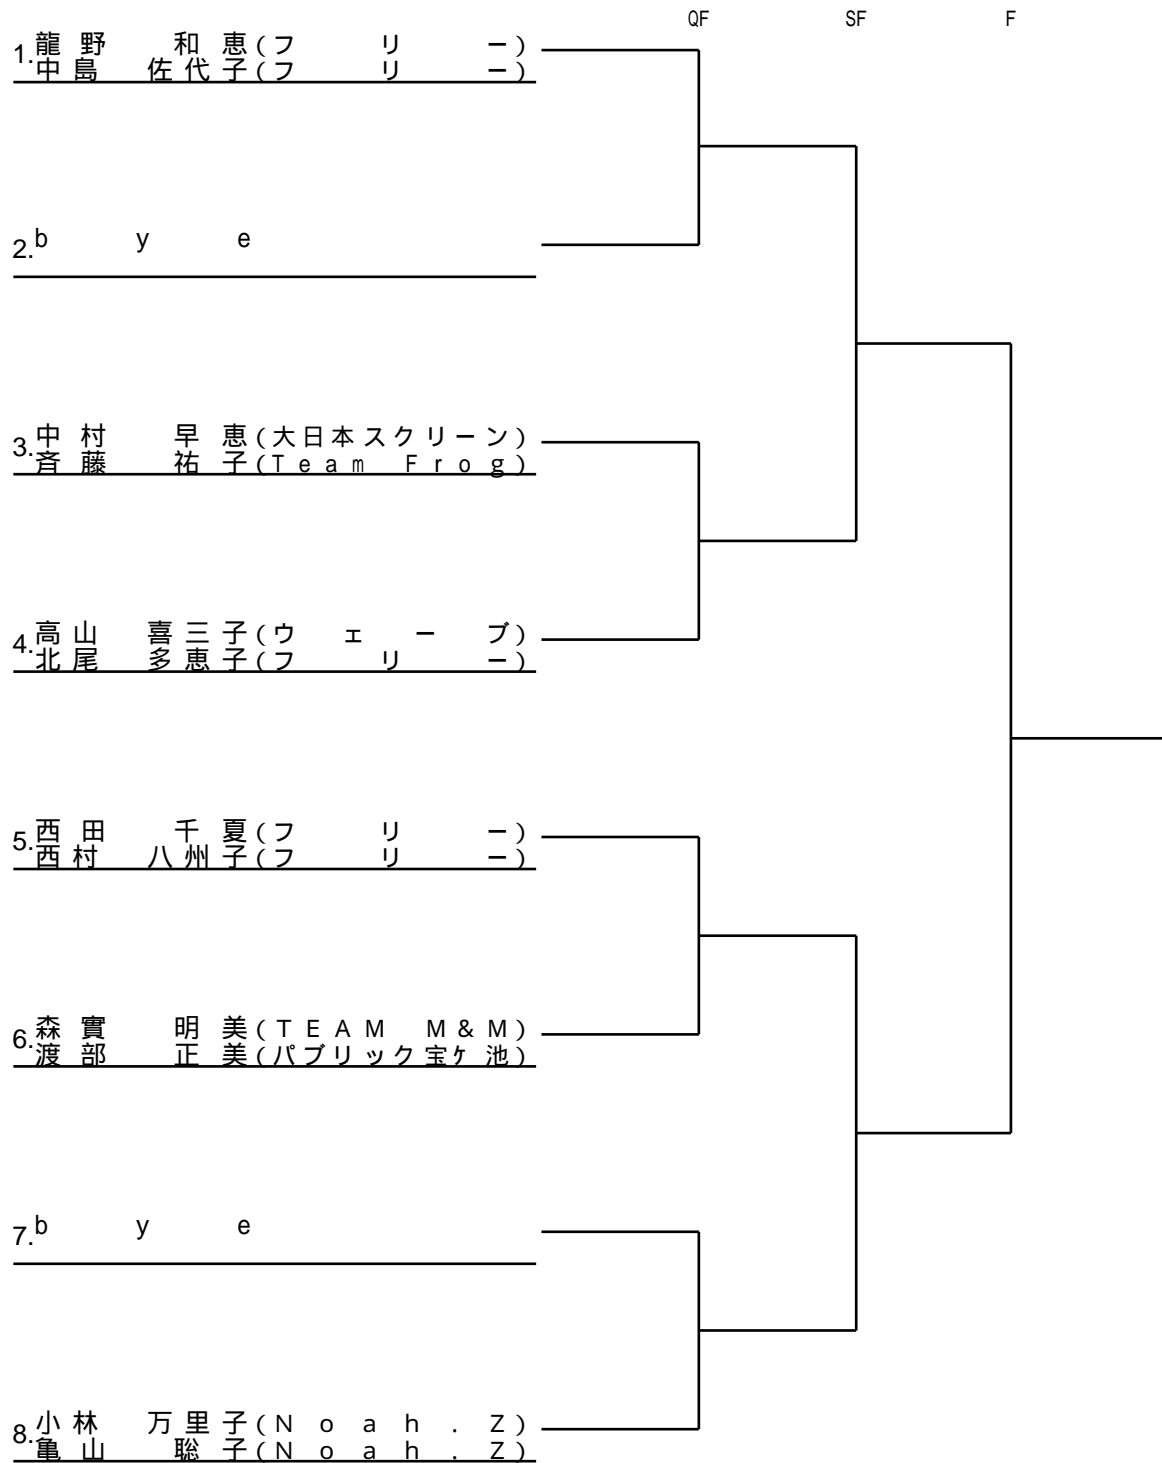 QF SF F
1. 龍野 和恵(フリー)
中島 佐代子(フリー)
2. bye
3. 中村 早恵(大日本スクリーン)
斉藤 祐子(Team Frog)
4. 高山 喜三子(ウェーブ)
北尾 多恵子(フリー)
5. 西田 千夏(フリー)
西村 八州子(フリー)
6. 森實 明美(TEAM M&M)
渡部 正美(パブリック宝ケ池)
7. bye
8. 小林 万里子(Noah.Z)
亀山 聡子(Noah.Z)